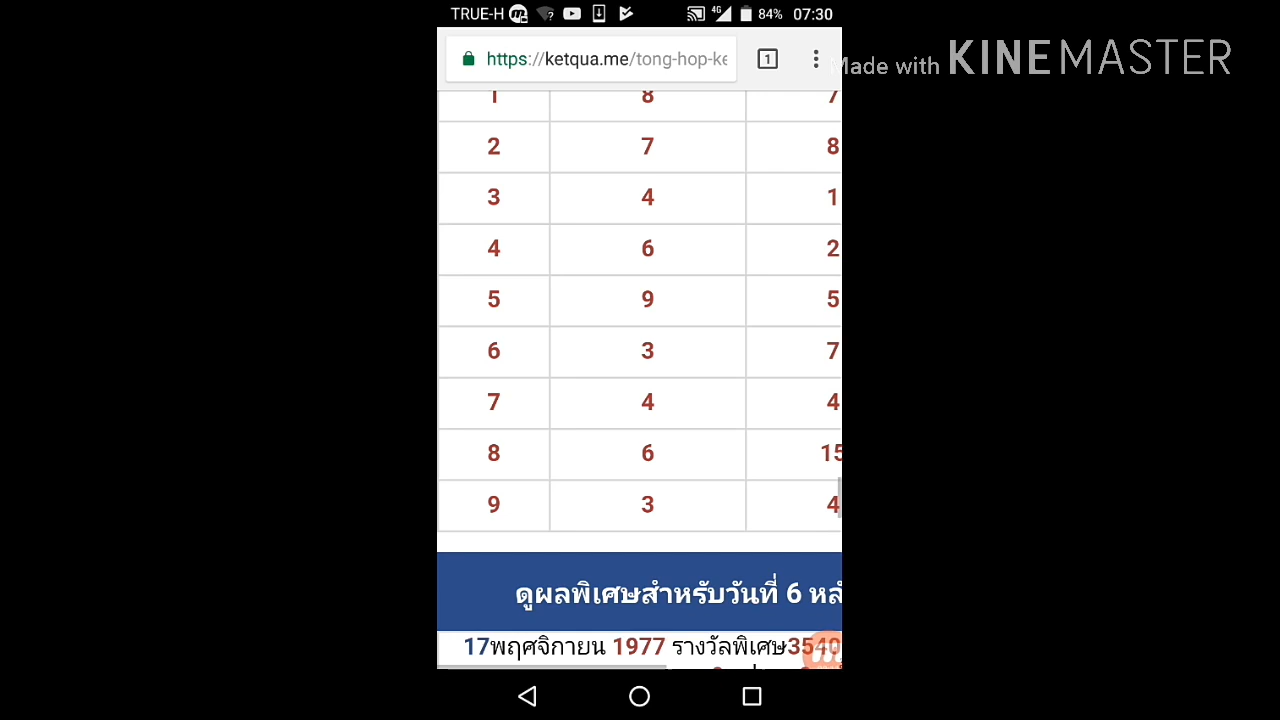 TRUE-H 4G 84% 07:30
https://ketqua.me/tong-hop-ke 1
Made with KINEMASTER
1 8 7
2 7 8
3 4 1
4 6 2
5 9 5
6 3 7
7 4 4
8 6 15
9 3 4
ดูผลพิเศษสำหรับวันที่ 6 หลั
17พฤศจิกายน 1977 รางวัลพิเศษ3540